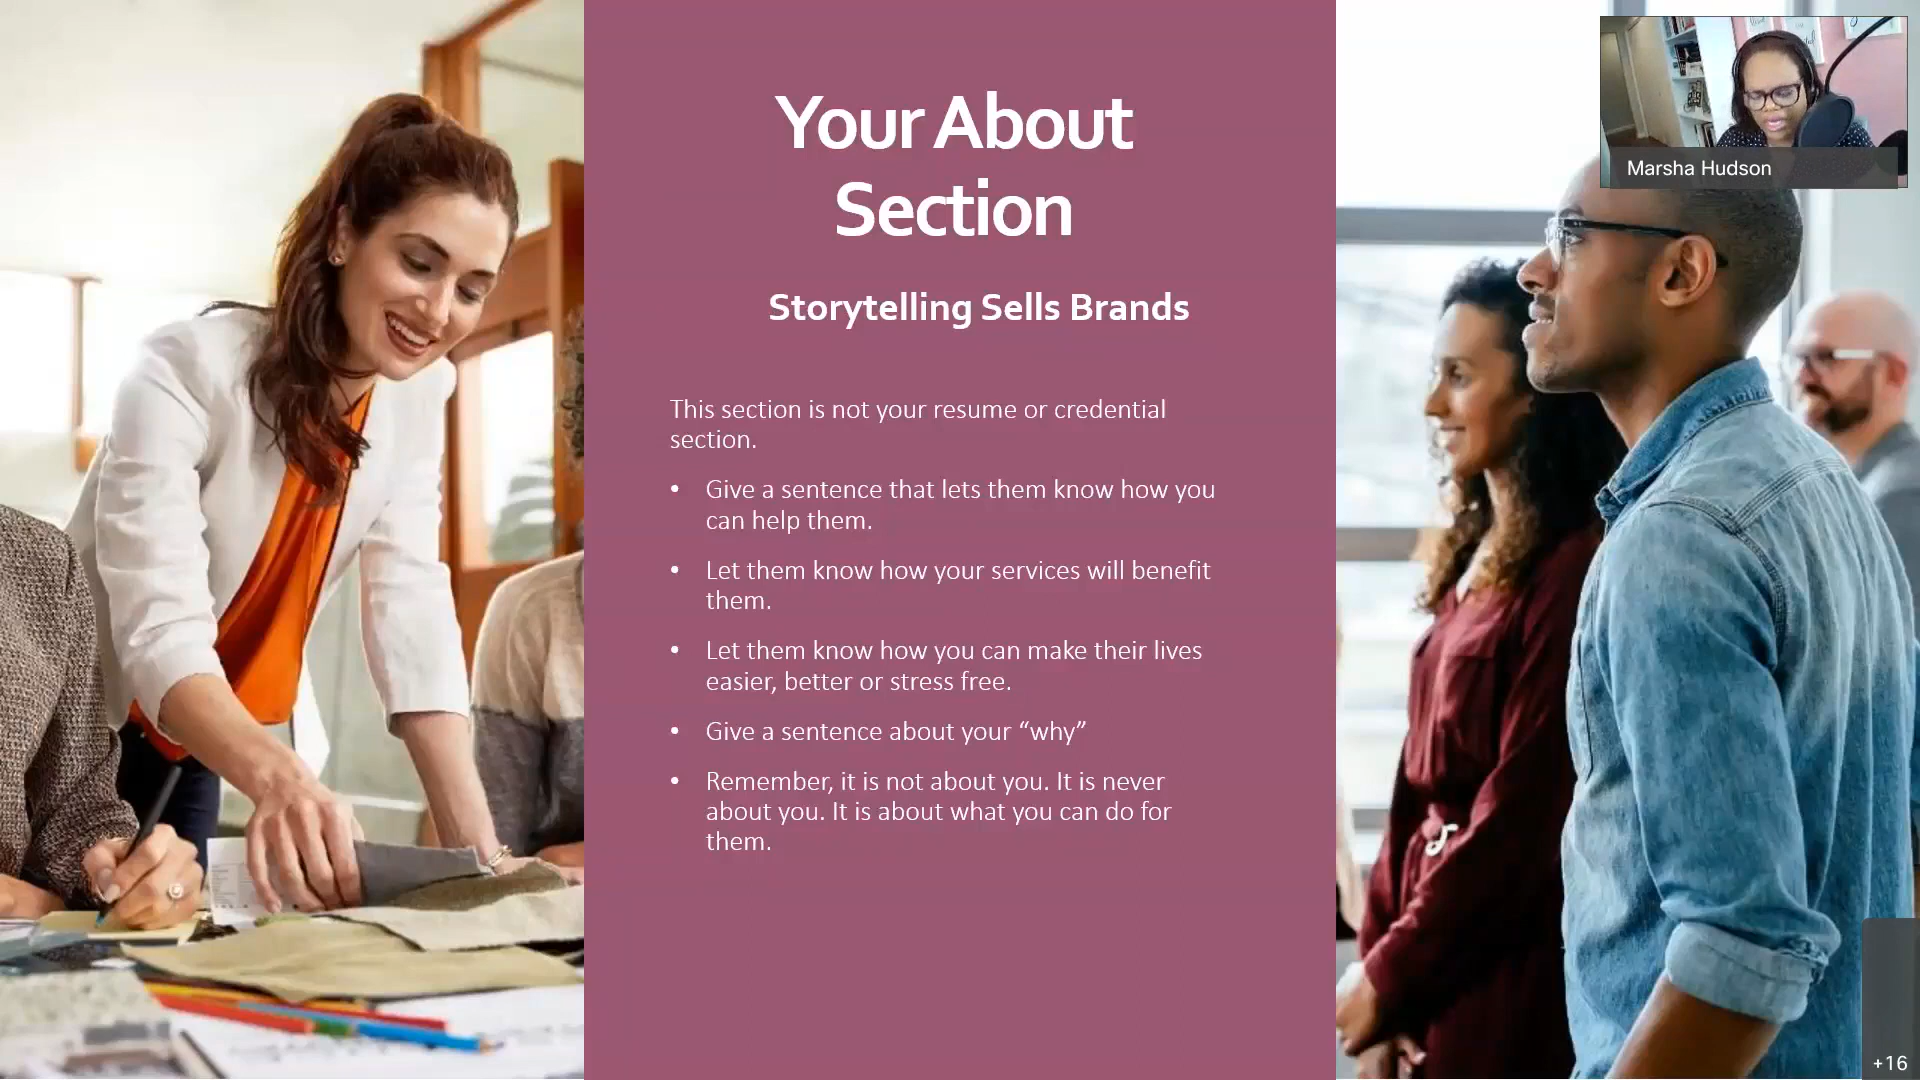 Your About
Section
Storytelling Sells Brands
This section is not your resume or credential
section.
• Give a sentence that lets them know how you
can help them.
• Let them know how your services will benefit
them.
• Let them know how you can make their lives
easier, better or stress free.
• Give a sentence about your “why”
• Remember, it is not about you. It is never
about you. It is about what you can do for
them.
Marsha Hudson
+16